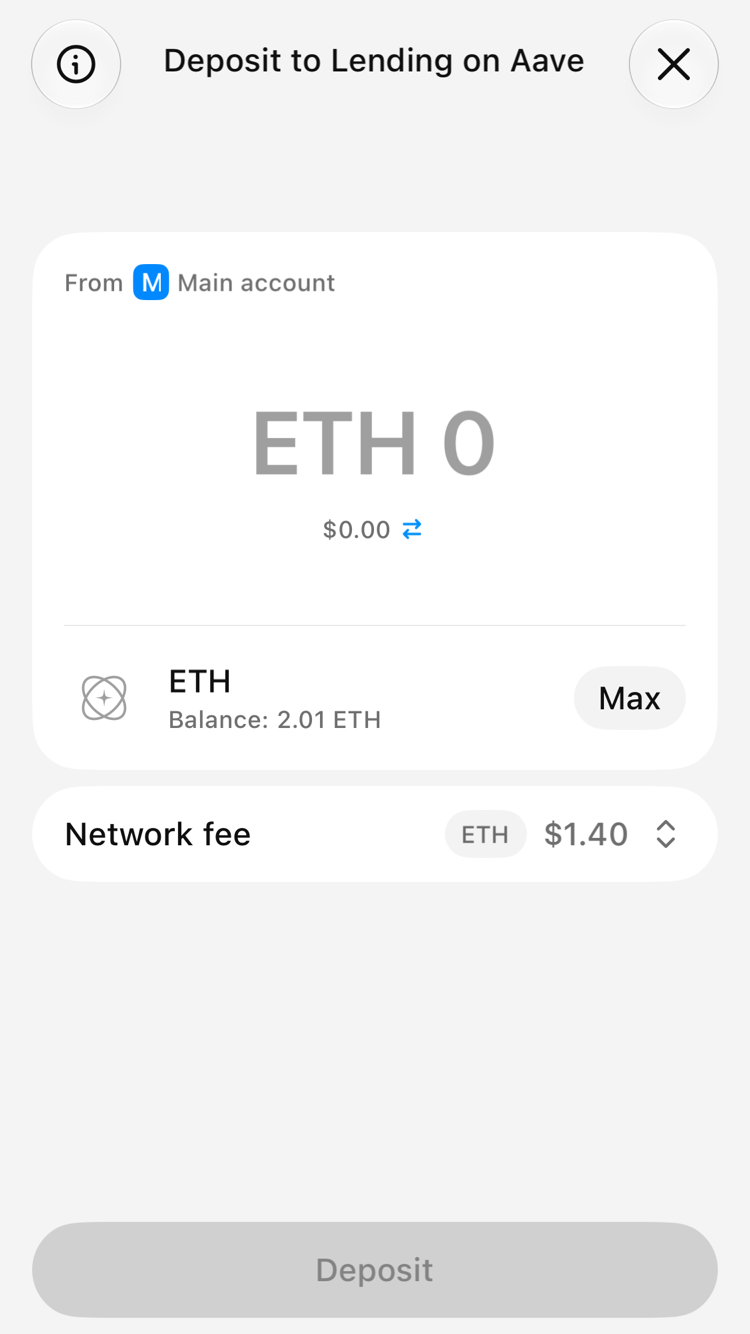 Deposit to Lending on Aave
From M Main account
ETH 0
$0.00
ETH
Balance: 2.01 ETH
Max
Network fee ETH $1.40
Deposit